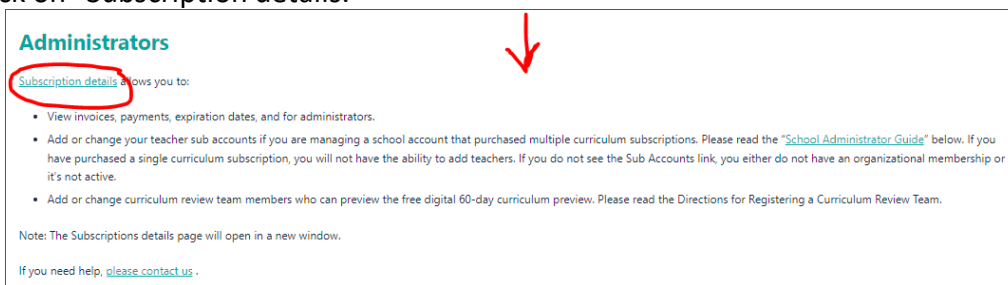 ck on "Subscription details.
Administrators
Subscription details allows you to:
• View invoices, payments, expiration dates, and for administrators.
• Add or change your teacher sub accounts if you are managing a school account that purchased multiple curriculum subscriptions. Please read the “School Administrator Guide” below. If you
have purchased a single curriculum subscription, you will not have the ability to add teachers. If you do not see the Sub Accounts link, you either do not have an organizational membership or
it's not active.
• Add or change curriculum review team members who can preview the free digital 60-day curriculum preview. Please read the Directions for Registering a Curriculum Review Team.
Note: The Subscriptions details page will open in a new window.
If you need help, please contact us .